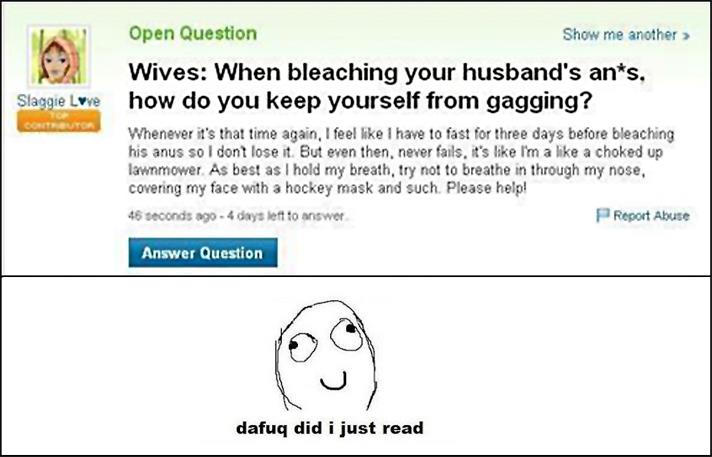 Open Question
Show me another »
Wives: When bleaching your husband's an*s,
how do you keep yourself from gagging?
Slaggie L♥ve
TOP
CONTRIBUTOR
Whenever it's that time again, I feel like I have to fast for three days before bleaching
his anus so I don't lose it. But even then, never fails, it's like I'm a like a choked up
lawnmower. As best as I hold my breath, try not to breathe in through my nose,
covering my face with a hockey mask and such. Please help!
46 seconds ago - 4 days left to answer.
Report Abuse
Answer Question
dafuq did i just read